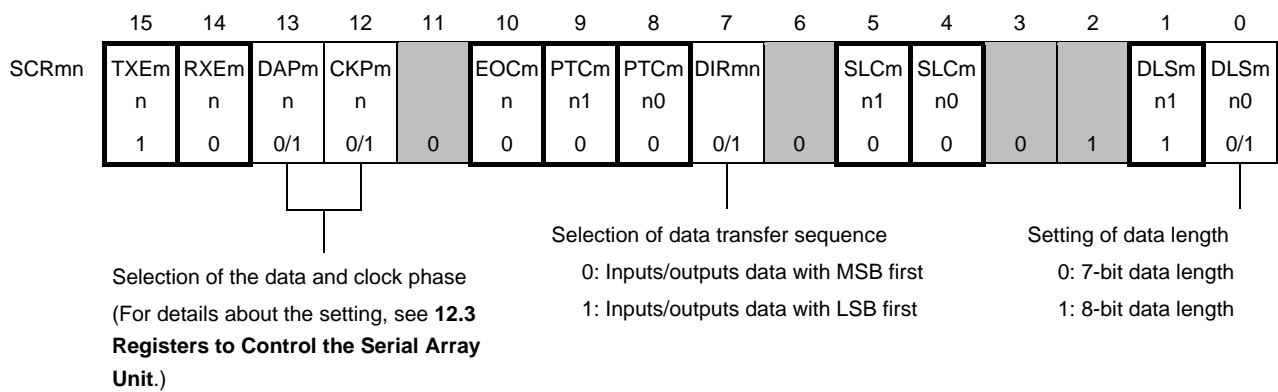 15 14 13 12 11 10 9 8 7 6 5 4 3 2 1 0
SCRmn TXEm RXEm DAPm CKPm EOCm PTCm PTCm DIRmn SLCm SLCm DLSm DLSm
n n n n n n1 n0 n1 n0 n1 n0
1 0 0/1 0/1 0 0 0 0 0/1 0 0 0 0 1 1 0/1
Selection of the data and clock phase
(For details about the setting, see 12.3
Registers to Control the Serial Array
Unit.)
Selection of data transfer sequence
0: Inputs/outputs data with MSB first
1: Inputs/outputs data with LSB first
Setting of data length
0: 7-bit data length
1: 8-bit data length